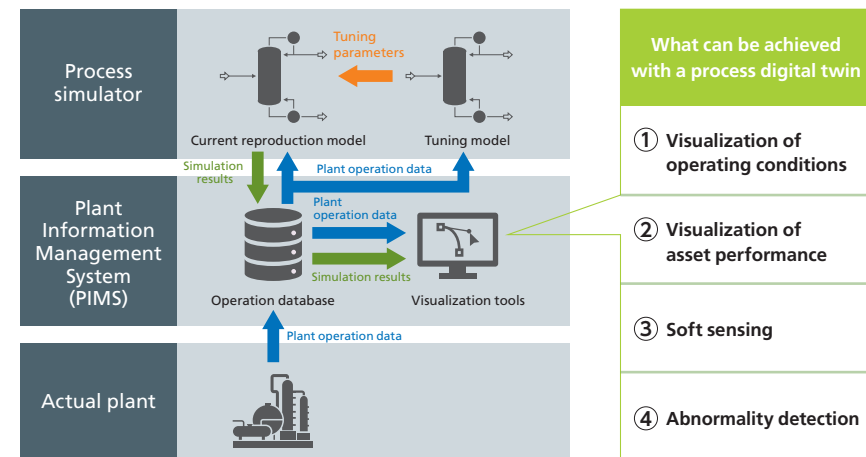 Process
simulator
Tuning
parameters
Current reproduction model
Tuning model
Simulation
results
Plant operation data
Plant
Information
Management
System
(PIMS)
Plant
operation data
Simulation results
Operation database
Visualization tools
Plant operation data
Actual plant
What can be achieved
with a process digital twin
① Visualization of
operating conditions
② Visualization of
asset performance
③ Soft sensing
④ Abnormality detection